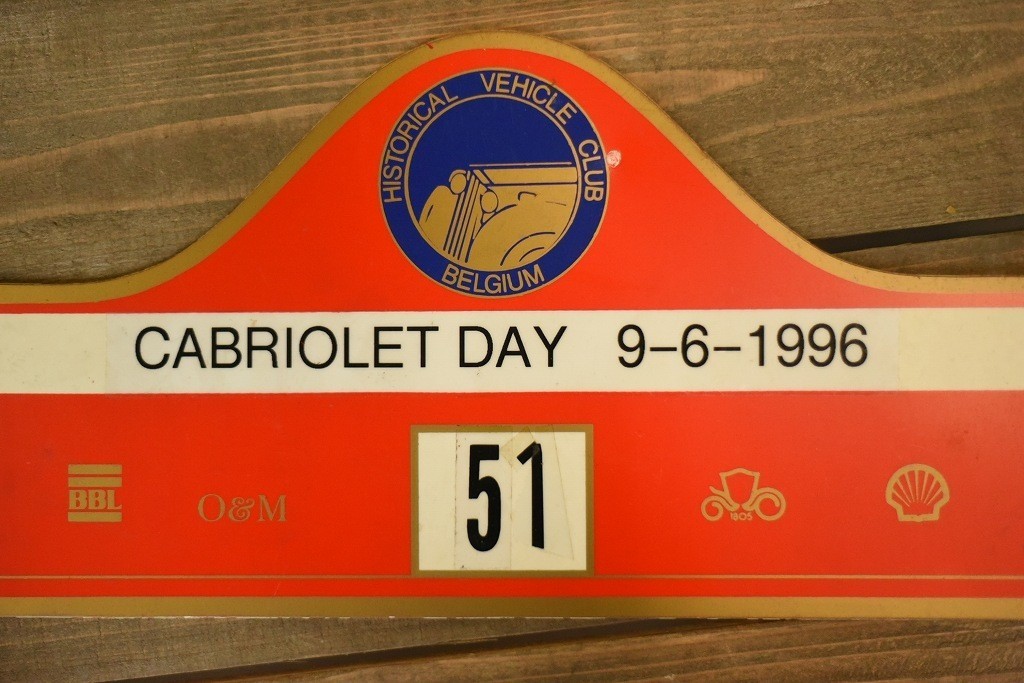 HISTORICAL VEHICLE CLUB
BELGIUM
CABRIOLET DAY 9-6-1996
51
BBL
O&M
1805